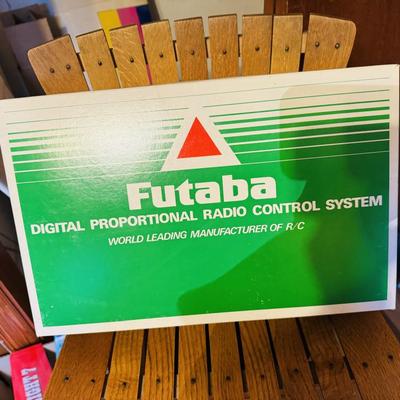 Futaba
DIGITAL PROPORTIONAL RADIO CONTROL SYSTEM
WORLD LEADING MANUFACTURER OF R/C